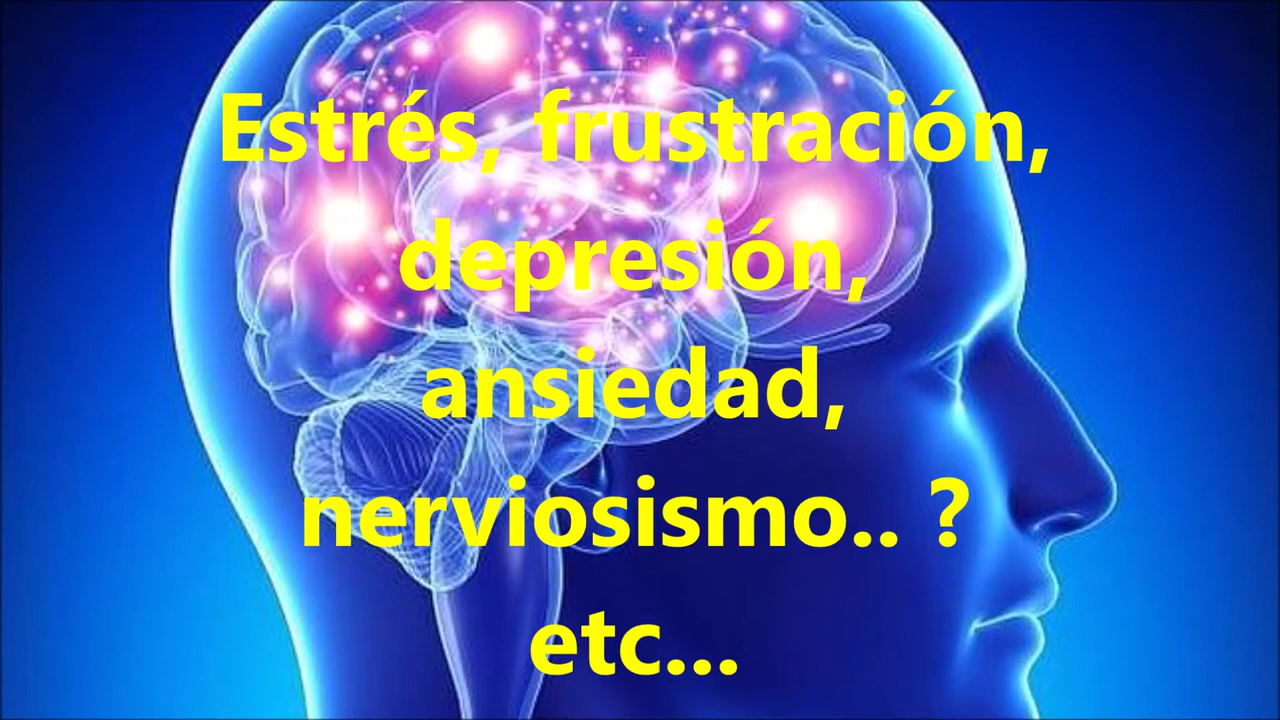 Estrés, frustración,
depresión,
ansiedad,
nerviosismo.. ?
etc...